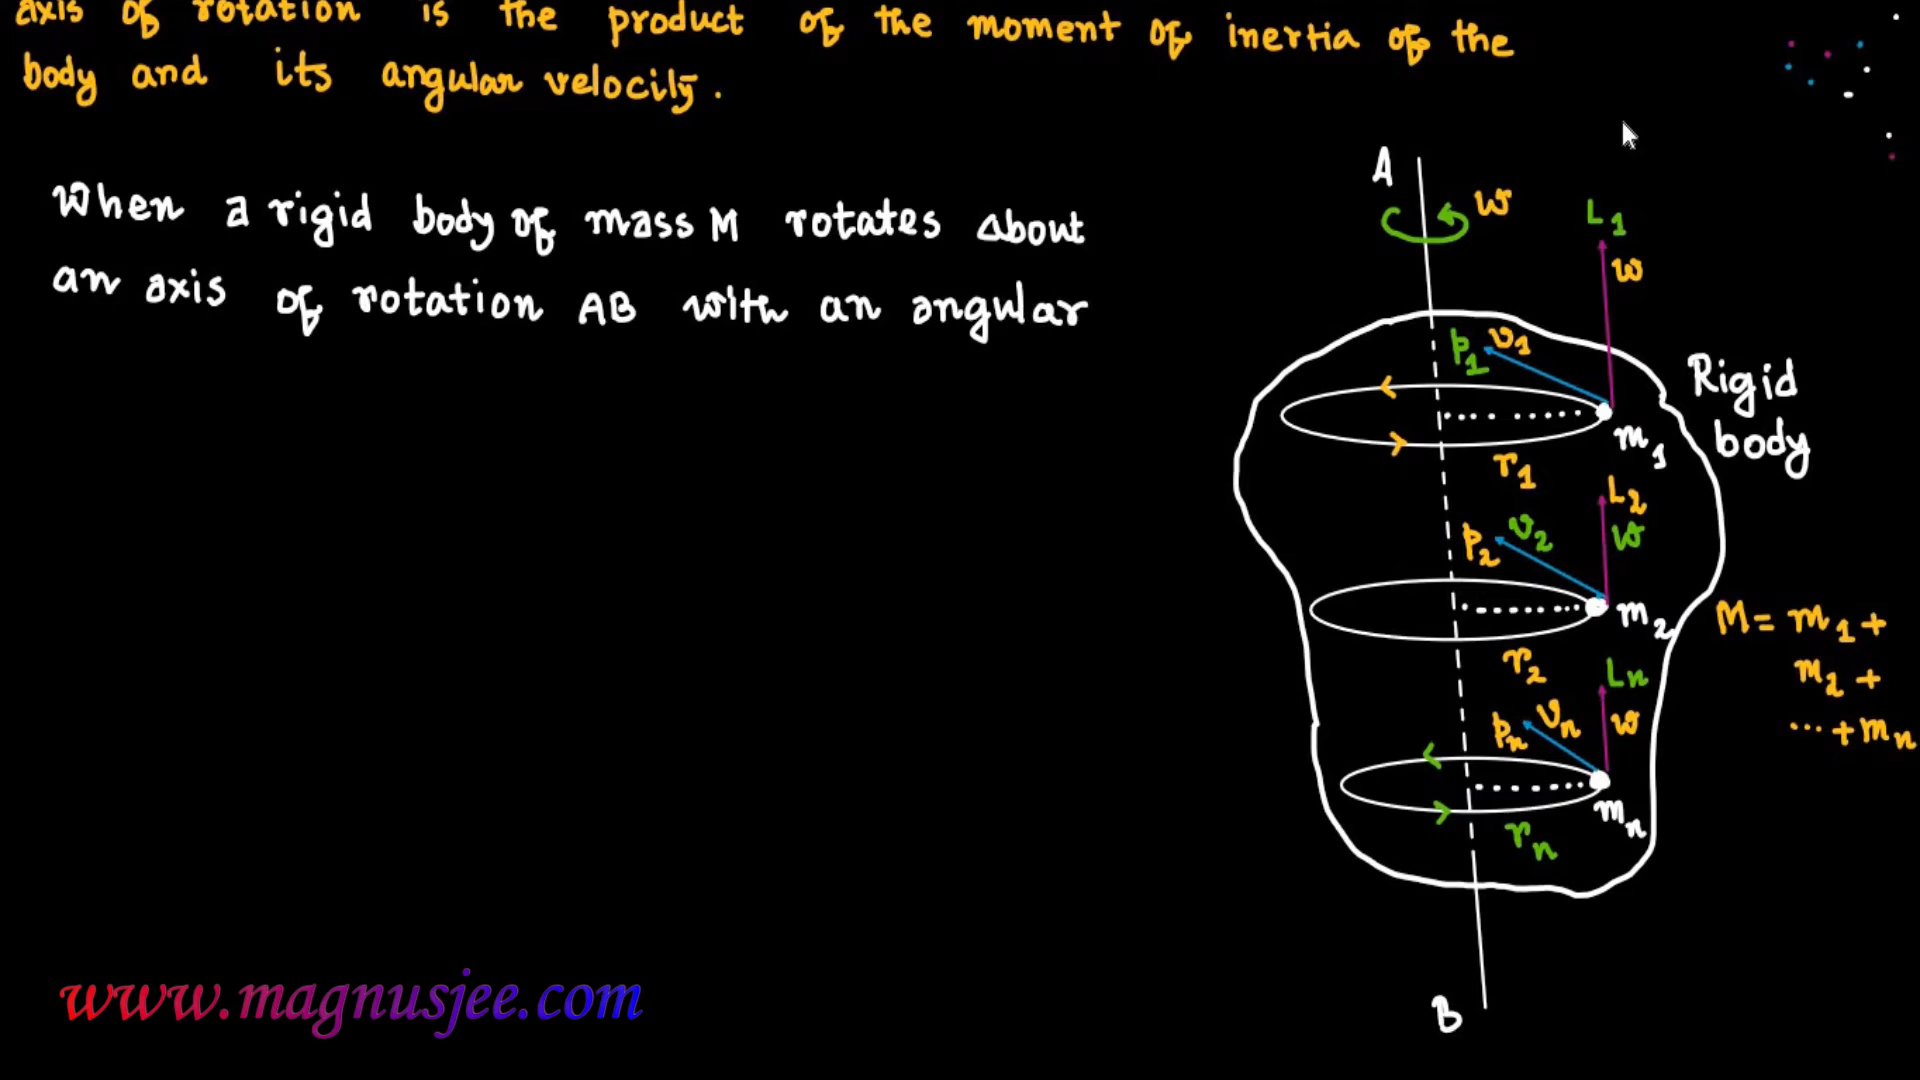 axis of rotation is the product of the moment of inertia of the
body and its angular velocity.
When a rigid body of mass M rotates about
an axis of rotation AB with an angular
A
w
L1
w
p1 v1
Rigid
body
m1
r1
L2
p2 v2 w
m2
M = m1 +
m2 +
... + mn
r2
Ln
pn vn w
mn
rn
B
www.magnusjee.com